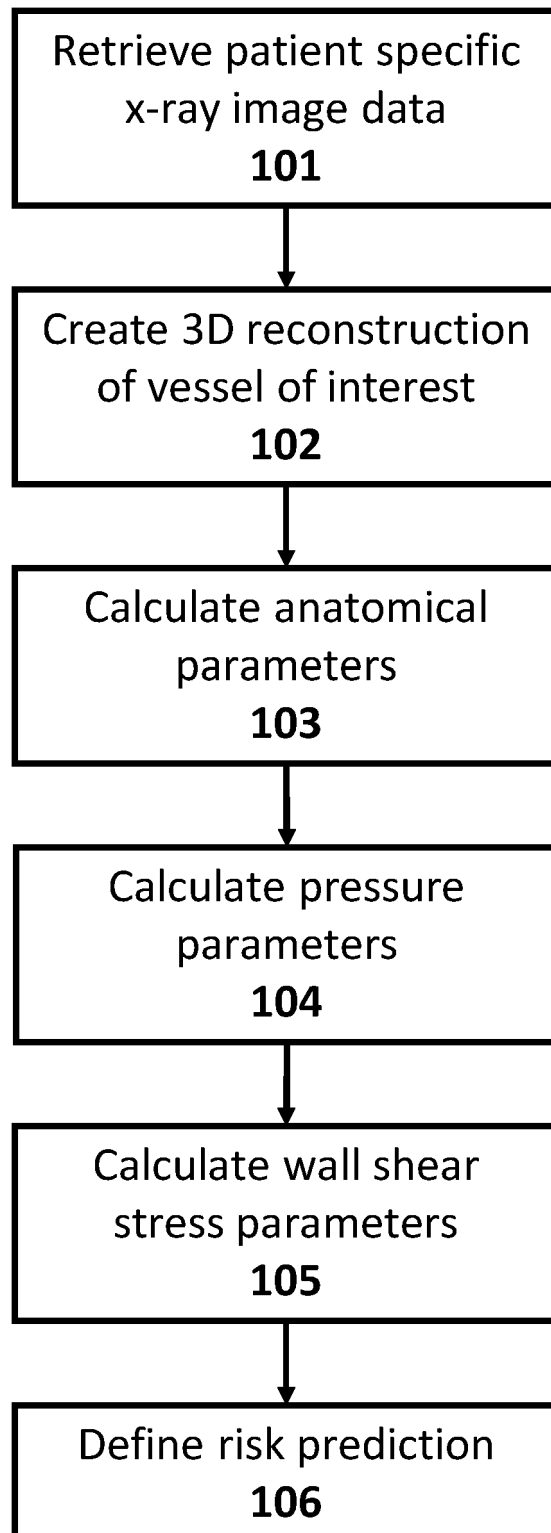 Retrieve patient specific
x-ray image data
101
Create 3D reconstruction
of vessel of interest
102
Calculate anatomical
parameters
103
Calculate pressure
parameters
104
Calculate wall shear
stress parameters
105
Define risk prediction
106